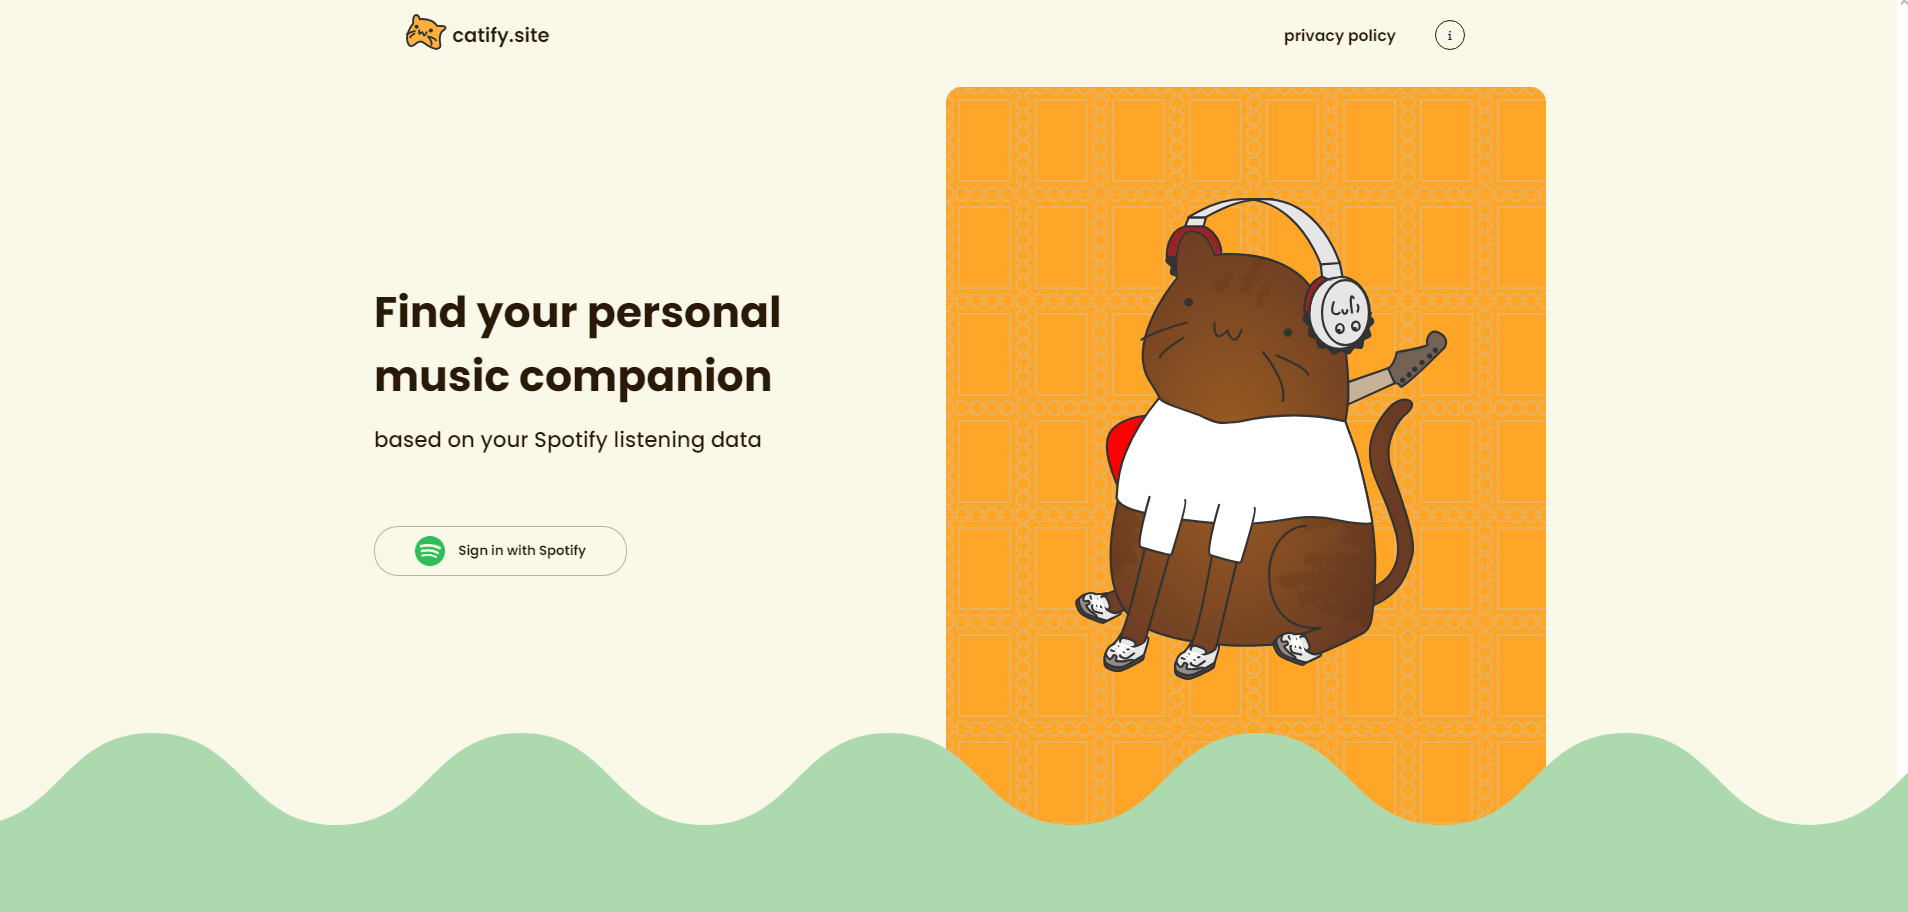 catify.site
privacy policy
i
Find your personal
music companion
based on your Spotify listening data
Sign in with Spotify